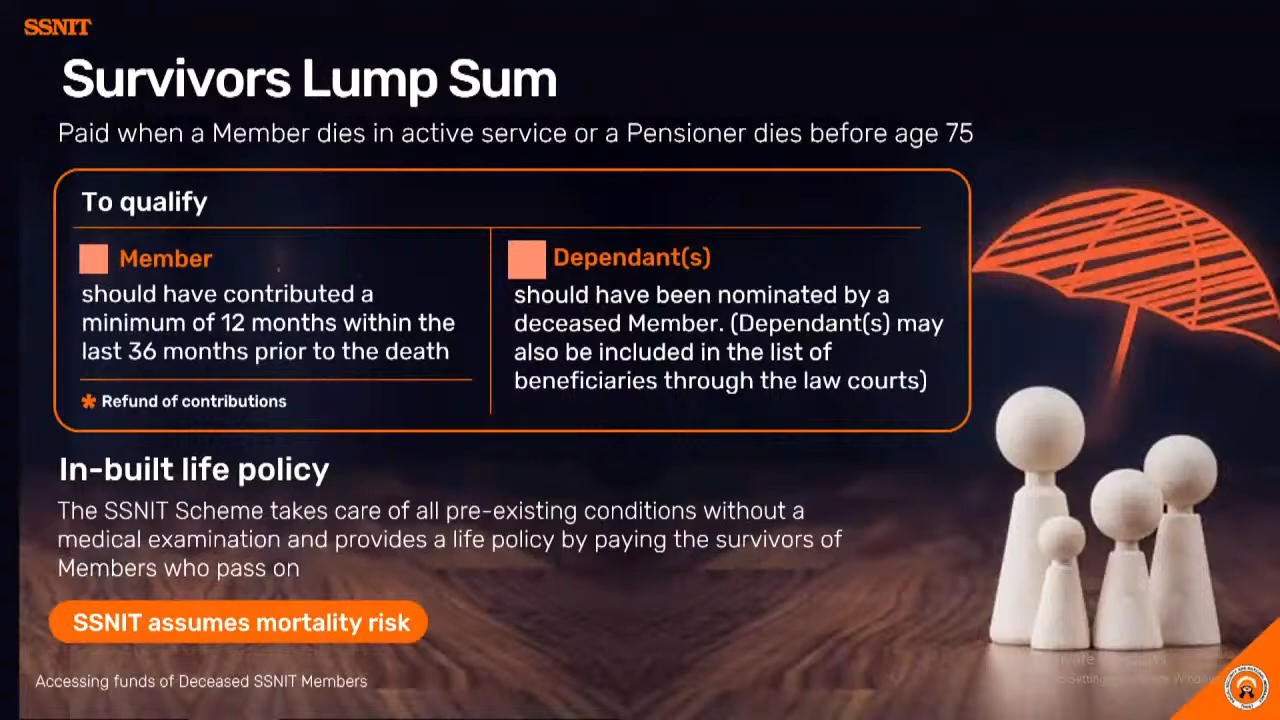 SSNIT
Survivors Lump Sum
Paid when a Member dies in active service or a Pensioner dies before age 75
To qualify
Member
should have contributed a
minimum of 12 months within the
last 36 months prior to the death
* Refund of contributions
Dependant(s)
should have been nominated by a
deceased Member. (Dependant(s) may
also be included in the list of
beneficiaries through the law courts)
In-built life policy
The SSNIT Scheme takes care of all pre-existing conditions without a
medical examination and provides a life policy by paying the survivors of
Members who pass on
SSNIT assumes mortality risk
Accessing funds of Deceased SSNIT Members